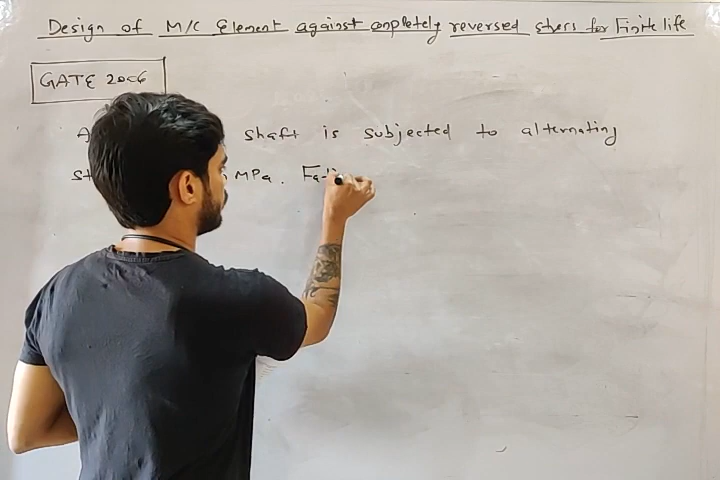 Design of M/C Element against completely reversed stress for Finite life
GATE 2006
A shaft is subjected to alternating
MPa.